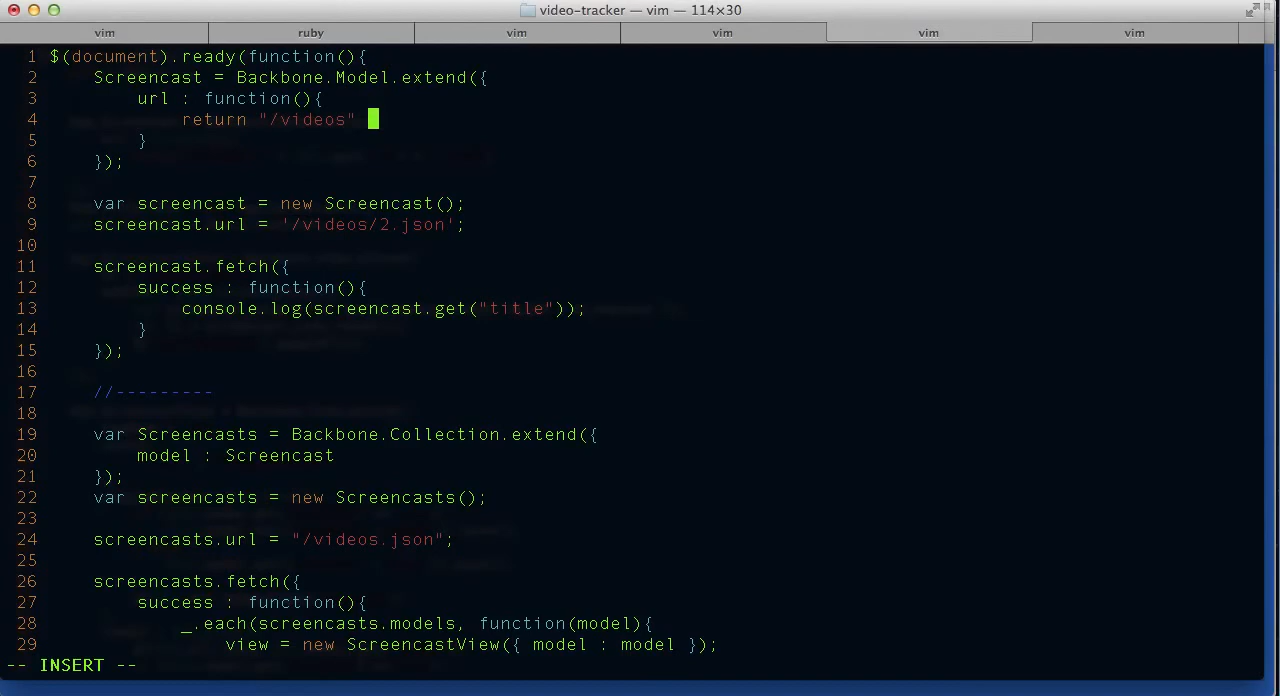 video-tracker — vim — 114×30
vim ruby vim vim vim vim
1 $(document).ready(function(){
2     Screencast = Backbone.Model.extend({
3         url : function(){
4             return "/videos"
5         }
6     });
7
8     var screencast = new Screencast();
9     screencast.url = '/videos/2.json';
10
11     screencast.fetch({
12         success : function(){
13             console.log(screencast.get("title"));
14         }
15     });
16
17     //---------
18
19     var Screencasts = Backbone.Collection.extend({
20         model : Screencast
21     });
22     var screencasts = new Screencasts();
23
24     screencasts.url = "/videos.json";
25
26     screencasts.fetch({
27         success : function(){
28             _.each(screencasts.models, function(model){
29                 view = new ScreencastView({ model : model });
-- INSERT --